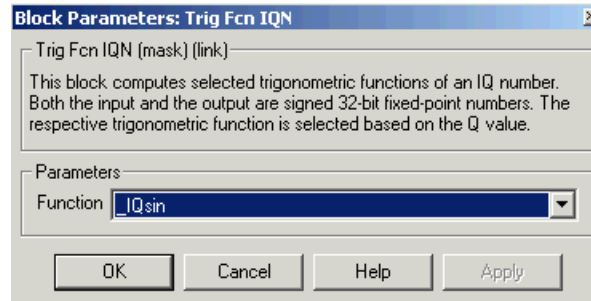 Block Parameters: Trig Fcn IQN
Trig Fcn IQN (mask) (link)
This block computes selected trigonometric functions of an IQ number.
Both the input and the output are signed 32-bit fixed-point numbers. The
respective trigonometric function is selected based on the Q value.
Parameters
Function _IQsin
OK Cancel Help Apply